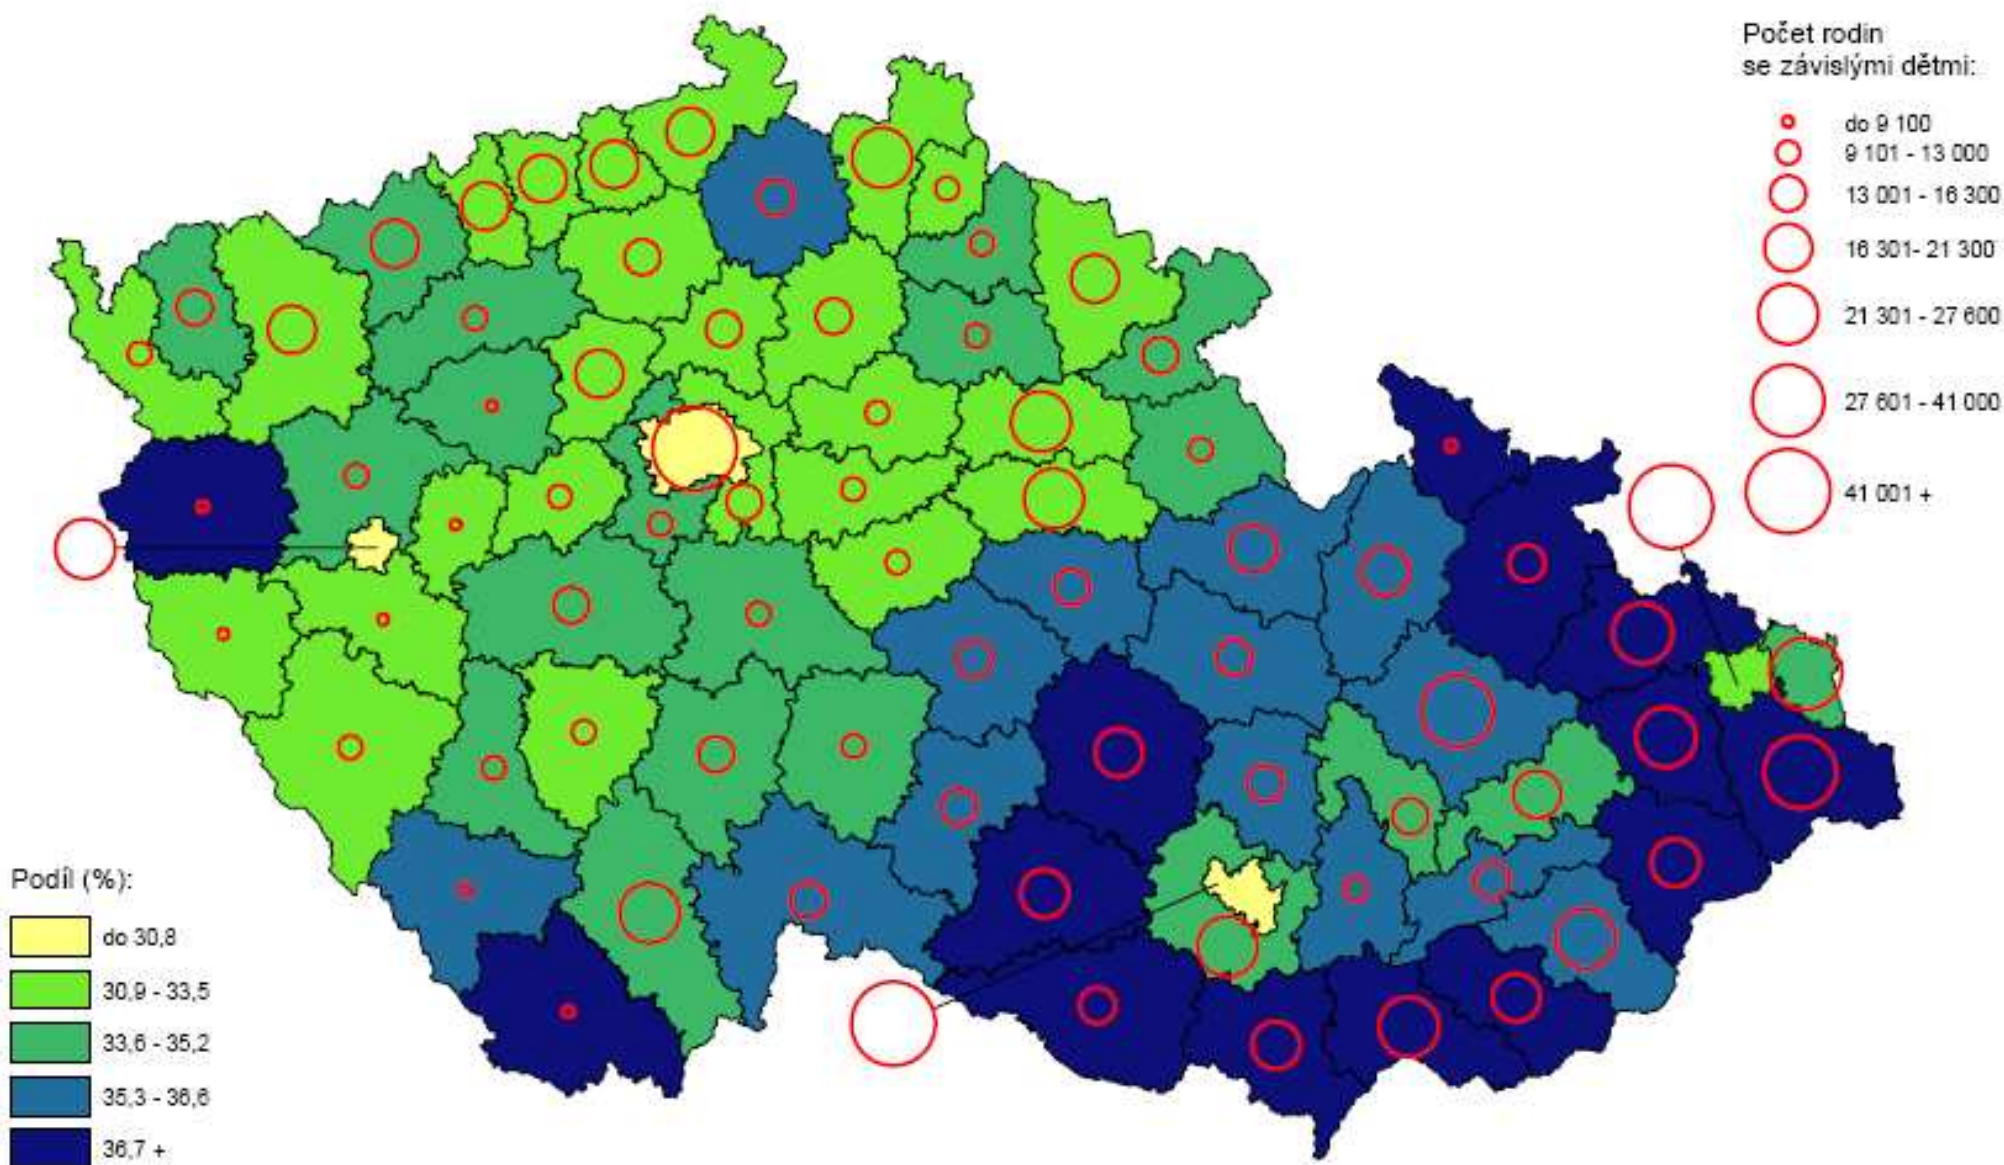 Počet rodin
se závislými dětmi:
do 9 100
9 101 - 13 000
13 001 - 16 300
16 301- 21 300
21 301 - 27 600
27 601 - 41 000
41 001 +
Podíl (%):
do 30,8
30,9 - 33,5
33,6 - 35,2
35,3 - 36,6
36,7 +